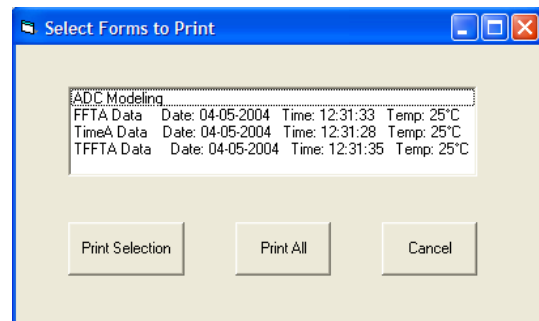 Select Forms to Print
ADC Modeling
FFTA Data Date: 04-05-2004 Time: 12:31:33 Temp: 25°C
TimeA Data Date: 04-05-2004 Time: 12:31:28 Temp: 25°C
TFFTA Data Date: 04-05-2004 Time: 12:31:35 Temp: 25°C
Print Selection Print All Cancel